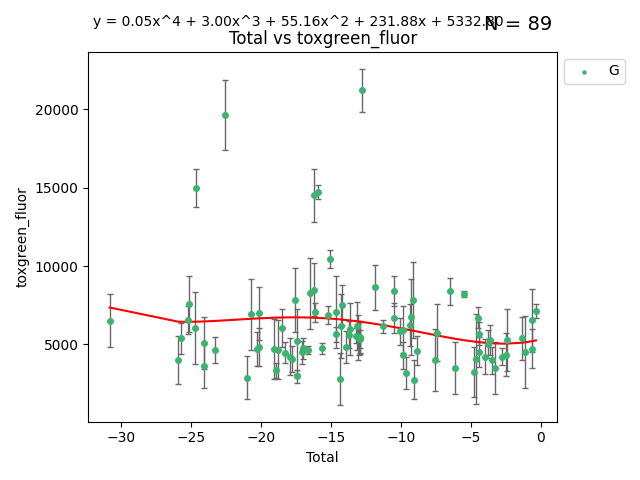 y = 0.05x^4 + 3.00x^3 + 55.16x^2 + 231.88x + 5332.80
N = 89
Total vs toxgreen_fluor
G
20000
15000
10000
5000
toxgreen_fluor
−30
−25
−20
−15
−10
−5
0
Total